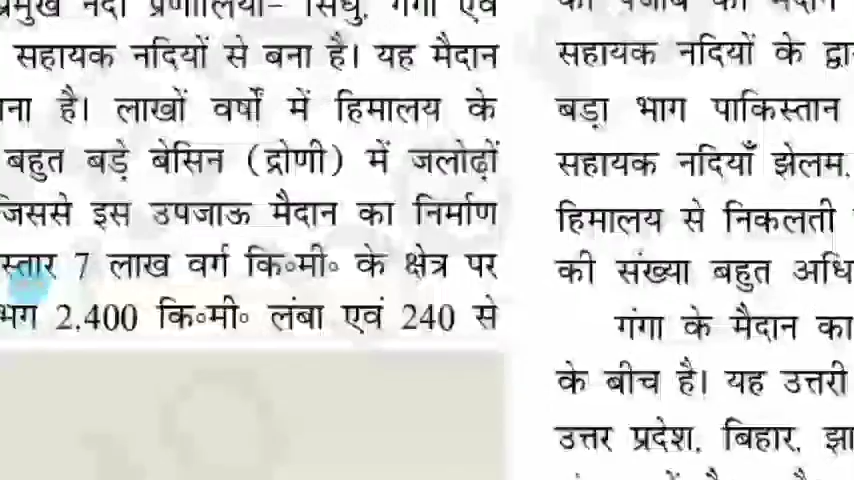 प्रमुख नदी प्रणालियों– सिंधु, गंगा एवं
सहायक नदियों से बना है। यह मैदान
है। लाखों वर्षों में हिमालय के
बहुत बड़े बेसिन (द्रोणी) में जलोढ़ों
जिससे इस उपजाऊ मैदान का निर्माण
7 लाख वर्ग कि॰मी॰ के क्षेत्र पर
2,400 कि॰मी॰ लंबा एवं 240 से
सहायक नदियों के
बड़ा भाग पाकिस्तान
सहायक नदियाँ झेलम,
हिमालय से निकलती
की संख्या बहुत
गंगा के मैदान का
के बीच है। यह उत्तरी
उत्तर प्रदेश, बिहार,